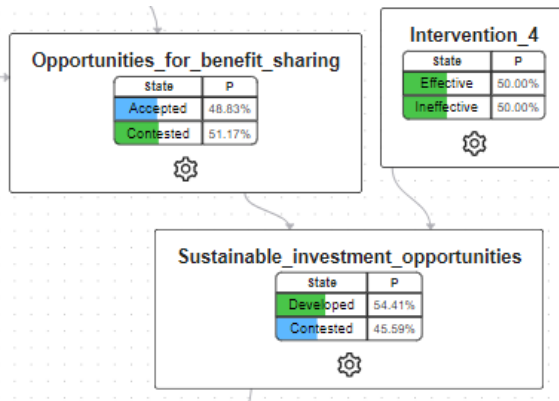 Opportunities_for_benefit_sharing
State P
Accepted 48.83%
Contested 51.17%
Intervention_4
State P
Effective 50.00%
Ineffective 50.00%
Sustainable_investment_opportunities
State P
Developed 54.41%
Contested 45.59%